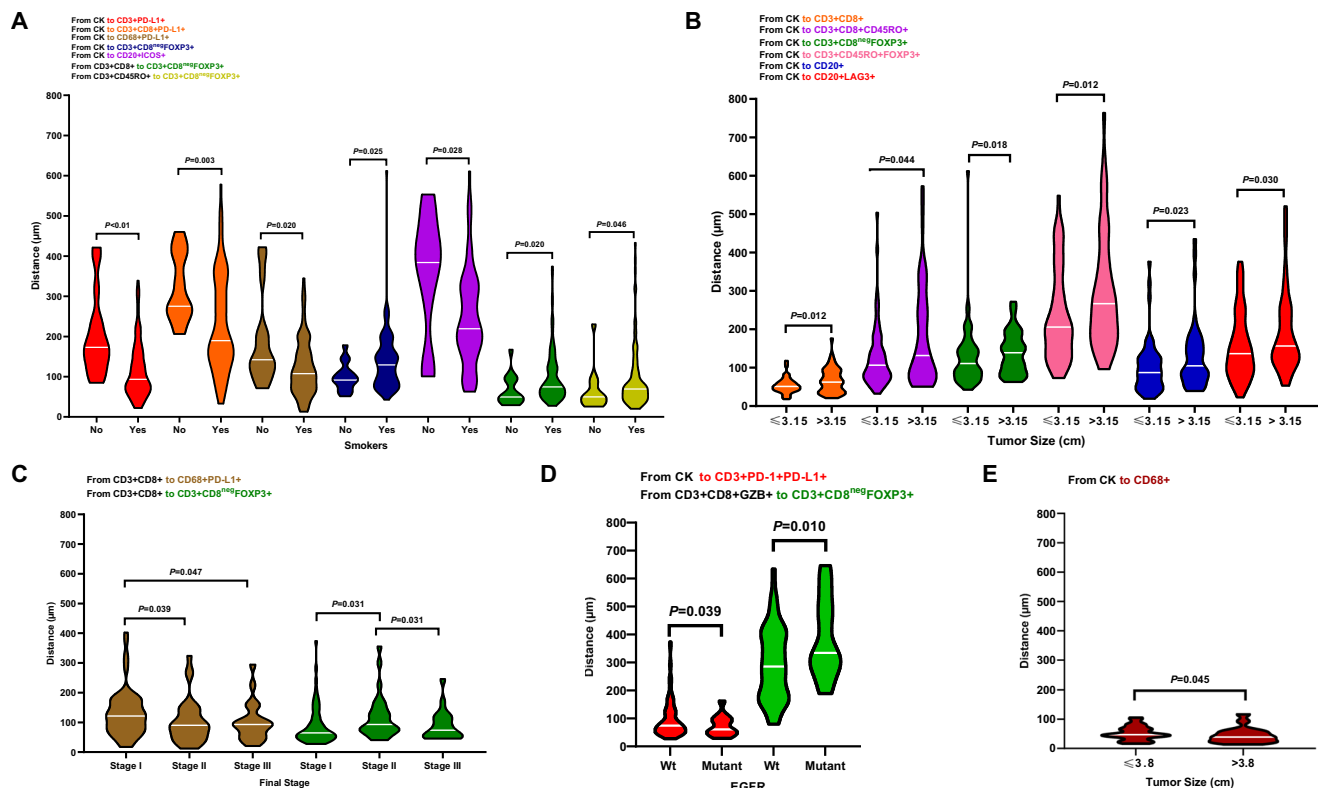 A
From CK to CD3+PD-L1+
From CK to CD3+CD8+PD-L1+
From CK to CD68+PD-L1+
From CK to CD3+CD8negFOXP3+
From CK to CD20+ICOS+
From CD3+CD8+ to CD3+CD8negFOXP3+
From CD3+CD45RO+ to CD3+CD8negFOXP3+
800
700
600
500
400
300
200
100
0
Distance (µm)
P<0.01
P=0.003
P=0.020
P=0.025
P=0.028
P=0.020
P=0.046
No Yes No Yes No Yes No Yes No Yes No Yes No Yes
Smokers
B
From CK to CD3+CD8+
From CK to CD3+CD8+CD45RO+
From CK to CD3+CD8negFOXP3+
From CK to CD3+CD45RO+FOXP3+
From CK to CD20+
From CK to CD20+LAG3+
800
700
600
500
400
300
200
100
0
Distance (µm)
P=0.012
P=0.044
P=0.018
P=0.012
P=0.023
P=0.030
≤3.15 >3.15 ≤3.15 >3.15 ≤3.15 >3.15 ≤3.15 >3.15 ≤3.15 > 3.15 ≤3.15 > 3.15
Tumor Size (cm)
C
From CD3+CD8+ to CD68+PD-L1+
From CD3+CD8+ to CD3+CD8negFOXP3+
800
700
600
500
400
300
200
100
0
Distance (µm)
P=0.039
P=0.047
P=0.031
P=0.031
Stage I Stage II Stage III Stage I Stage II Stage III
Final Stage
D
From CK to CD3+PD-1+PD-L1+
From CD3+CD8+GZB+ to CD3+CD8negFOXP3+
800
700
600
500
400
300
200
100
0
Distance (µm)
P=0.039
P=0.010
Wt Mutant Wt Mutant
EGFR
E
From CK to CD68+
800
700
600
500
400
300
200
100
0
Distance (µm)
P=0.045
≤3.8 >3.8
Tumor Size (cm)